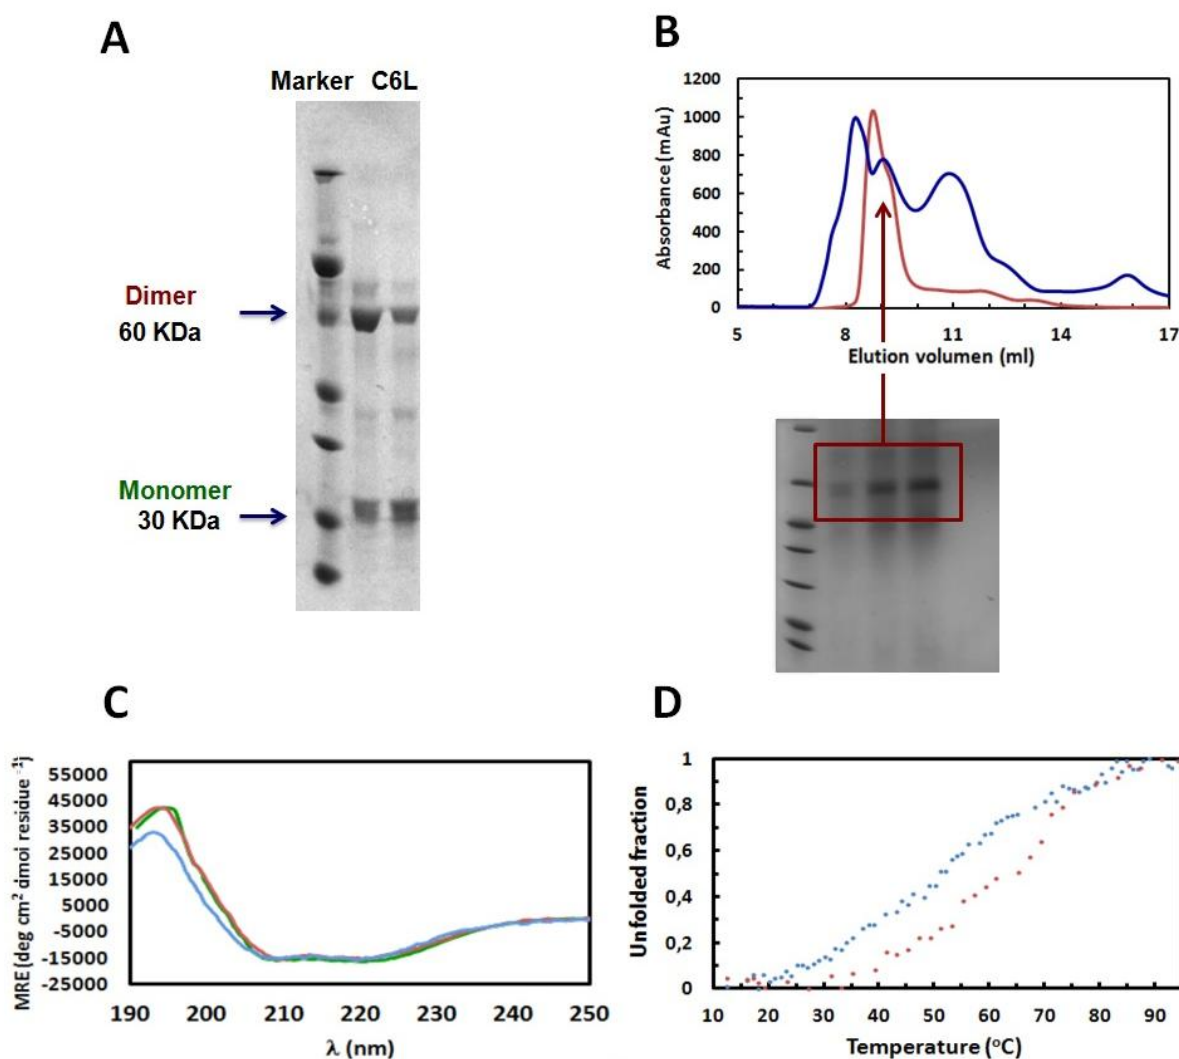 A
Marker C6L
Dimer
60 KDa
Monomer
30 KDa
B
1200
1000
800
600
400
200
0
Absorbance (mAu)
5 8 11 14 17
Elution volumen (ml)
C
55000
45000
35000
25000
15000
5000
-5000
-15000
-25000
MRE (deg cm² dmol residue -1)
190 200 210 220 230 240 250
λ (nm)
D
1
0,8
0,6
0,4
0,2
0
Unfolded fraction
10 20 30 40 50 60 70 80 90
Temperature (ºC)